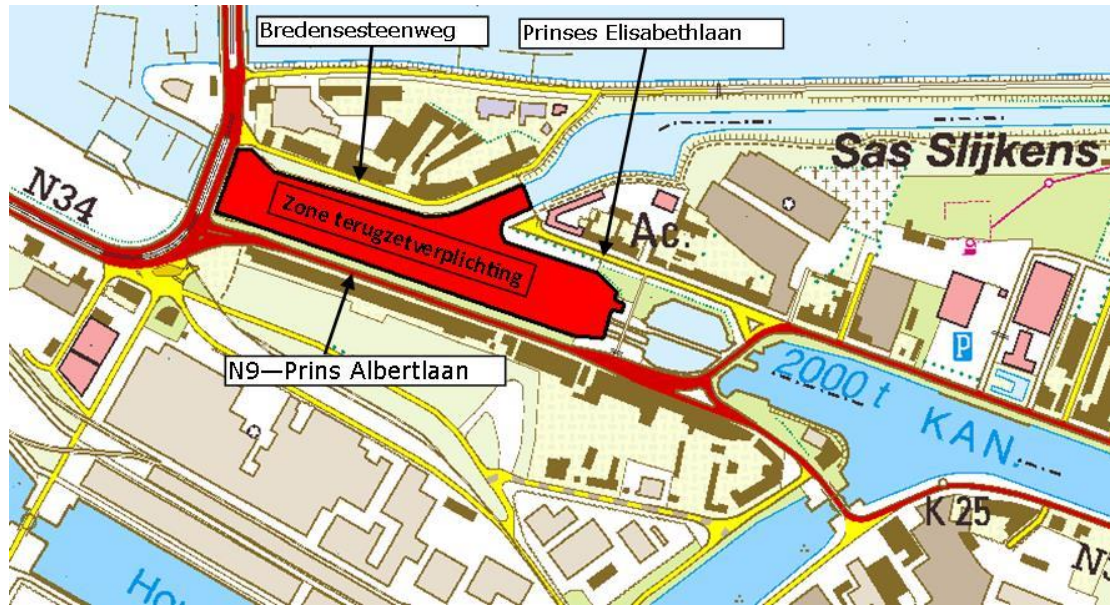 Bredensesteenweg
Prinses Elisabethlaan
Sas Slijkens
N34
Zone terugzetverplichting
Ac.
N9—Prins Albertlaan
P
2000 t KAN.
K 25